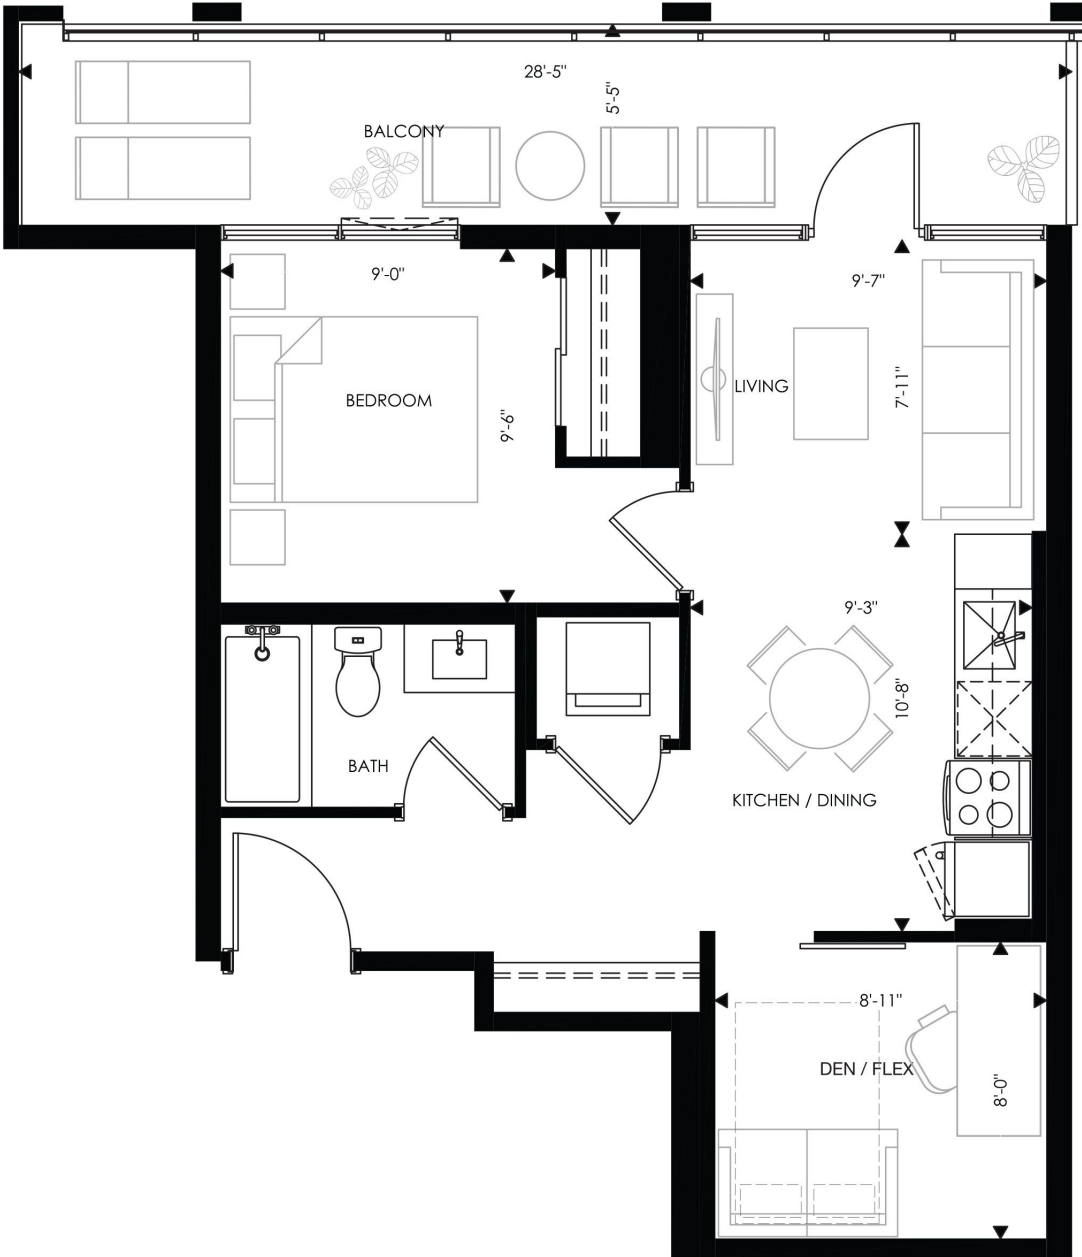 28'-5"
5'-5"
BALCONY
9'-0"
9'-7"
BEDROOM
9'-6"
LIVING
7'-11"
9'-3"
10'-8"
BATH
KITCHEN / DINING
8'-11"
DEN / FLEX
8'-0"